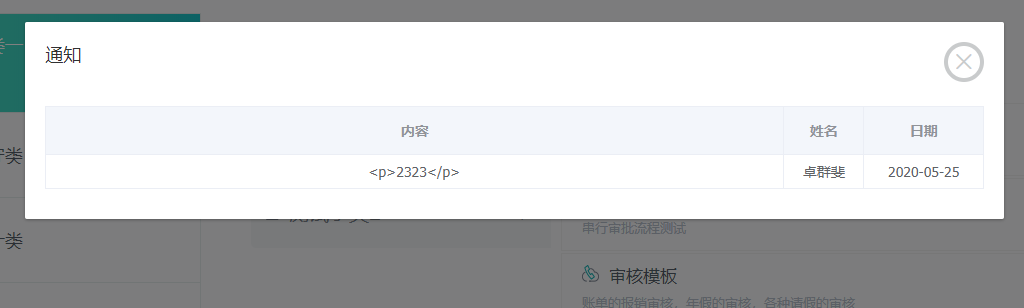 通知
内容 姓名 日期
<p>2323</p> 卓群斐 2020-05-25
串行审批流程测试
审核模板
账单的报销审核、年假的审核、各种请假的审核